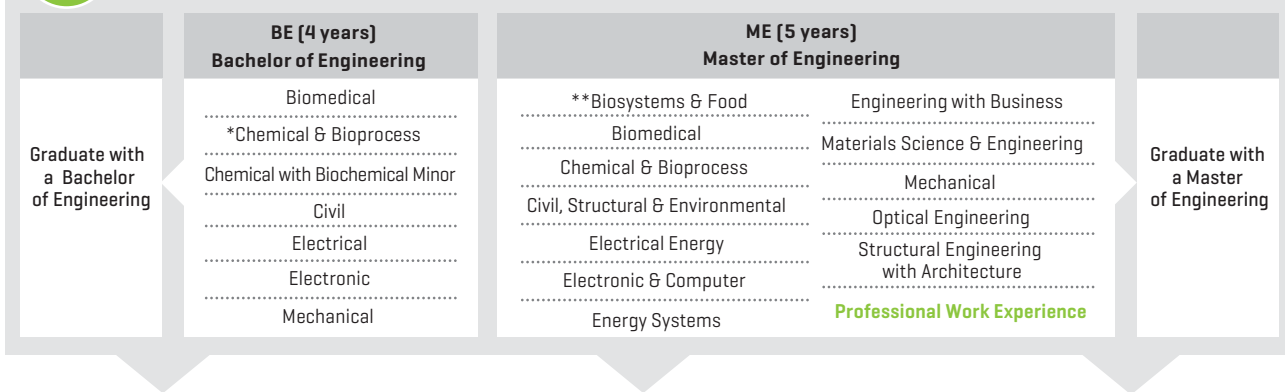 BE (4 years)
Bachelor of Engineering
ME (5 years)
Master of Engineering
Graduate with
a Bachelor
of Engineering
Biomedical
*Chemical & Bioprocess
Chemical with Biochemical Minor
Civil
Electrical
Electronic
Mechanical
**Biosystems & Food
Biomedical
Chemical & Bioprocess
Civil, Structural & Environmental
Electrical Energy
Electronic & Computer
Energy Systems
Engineering with Business
Materials Science & Engineering
Mechanical
Optical Engineering
Structural Engineering
with Architecture
Professional Work Experience
Graduate with
a Master
of Engineering